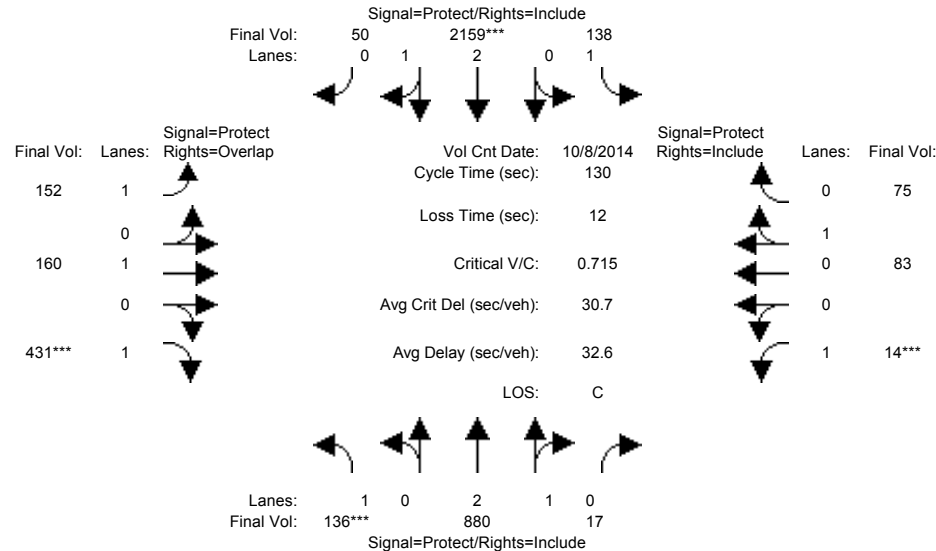 Signal=Protect/Rights=Include
Final Vol: 50 2159*** 138
Lanes: 0 1 2 0 1
Signal=Protect Signal=Protect
Final Vol: Lanes: Rights=Overlap Vol Cnt Date: 10/8/2014 Rights=Include Lanes: Final Vol:
Cycle Time (sec): 130
152 1 0 75
Loss Time (sec): 12
0 1
160 1 Critical V/C: 0.715 0 83
0 Avg Crit Del (sec/veh): 30.7 0
431*** 1 Avg Delay (sec/veh): 32.6 1 14***
LOS: C
Lanes: 1 0 2 1 0
Final Vol: 136*** 880 17
Signal=Protect/Rights=Include